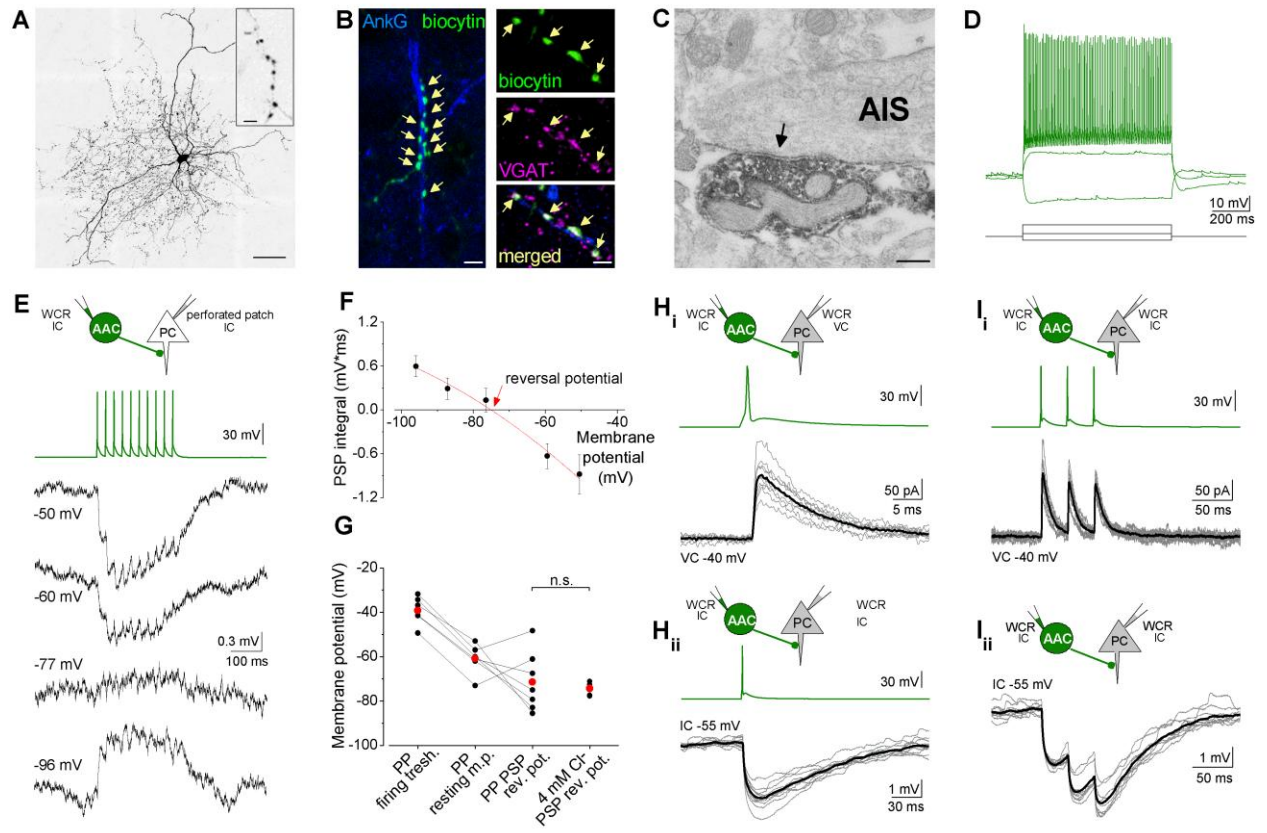 A
B
AnkG biocytin
biocytin
VGAT
merged
C
AIS
D
10 mV
200 ms
E
WCR
IC
AAC
PC
perforated patch
IC
30 mV
-50 mV
-60 mV
0.3 mV
100 ms
-77 mV
-96 mV
F
PSP integral (mV*ms)
1.2
0.6
0.0
-0.6
-1.2
-100
-80
-60
-40
-20
reversal potential
Membrane
potential
(mV)
G
Membrane potential (mV)
-20
-40
-60
-80
-100
n.s.
PP
firing tresh.
PP
resting m.p.
PP PSP
rev. pot.
4 mM Cl-
PSP rev. pot.
Hi
WCR
IC
AAC
PC
WCR
VC
30 mV
50 pA
5 ms
VC -40 mV
Ii
WCR
IC
AAC
PC
WCR
IC
30 mV
50 pA
50 ms
VC -40 mV
Hii
WCR
IC
AAC
PC
WCR
IC
30 mV
IC -55 mV
1 mV
30 ms
Iii
WCR
IC
AAC
PC
WCR
IC
IC -55 mV
1 mV
50 ms